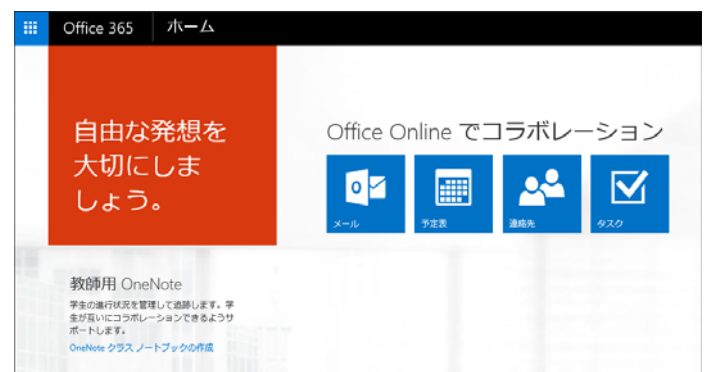 Office 365 ホーム
自由な発想を
大切にしま
しょう。
Office Online でコラボレーション
メール 予定表 連絡先 タスク
教師用 OneNote
学生の進行状況を管理して追跡します。学
生が互いにコラボレーションできるようサ
ポートします。
OneNote クラス ノートブックの作成